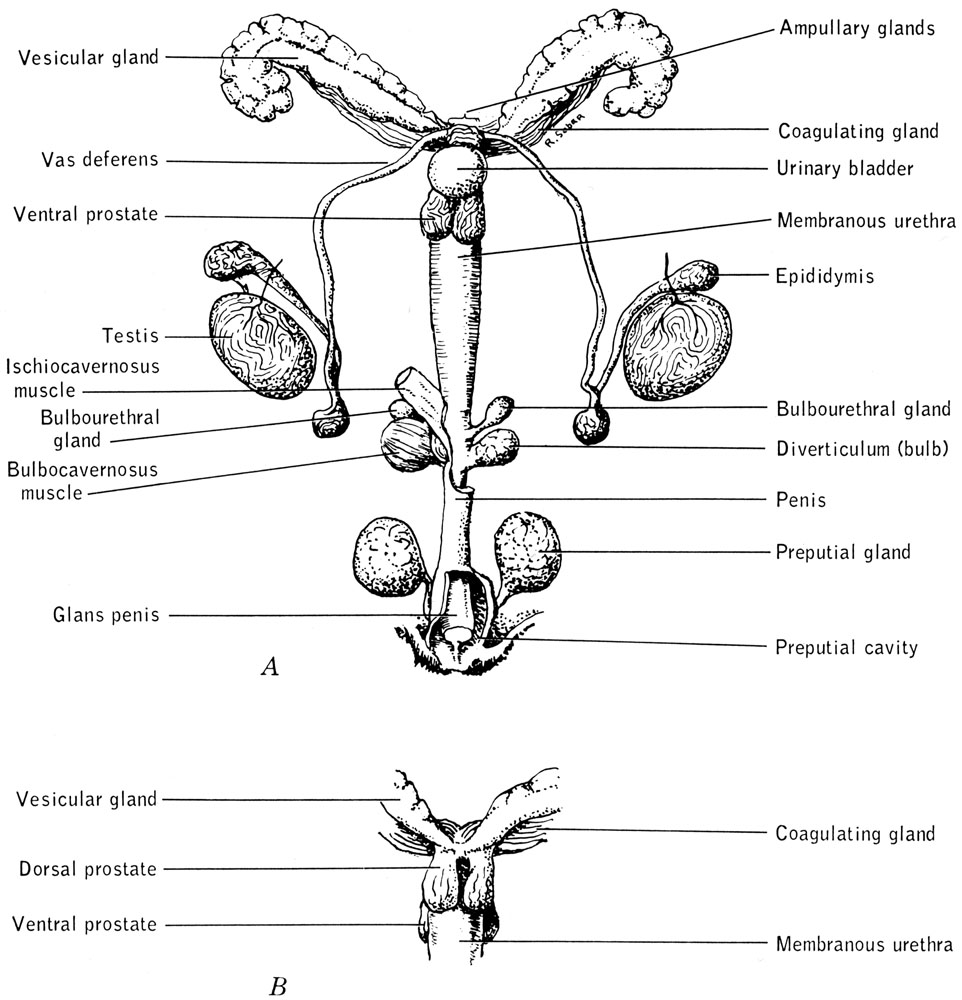 Ampullary glands
Vesicular gland
R. Suber
Coagulating gland
Vas deferens
Urinary bladder
Ventral prostate
Membranous urethra
Epididymis
Testis
Ischiocavernosus
muscle
Bulbourethral
gland
Bulbourethral gland
Bulbocavernosus
muscle
Diverticulum (bulb)
Penis
Preputial gland
Glans penis
Preputial cavity
A
Vesicular gland
Coagulating gland
Dorsal prostate
Ventral prostate
Membranous urethra
B